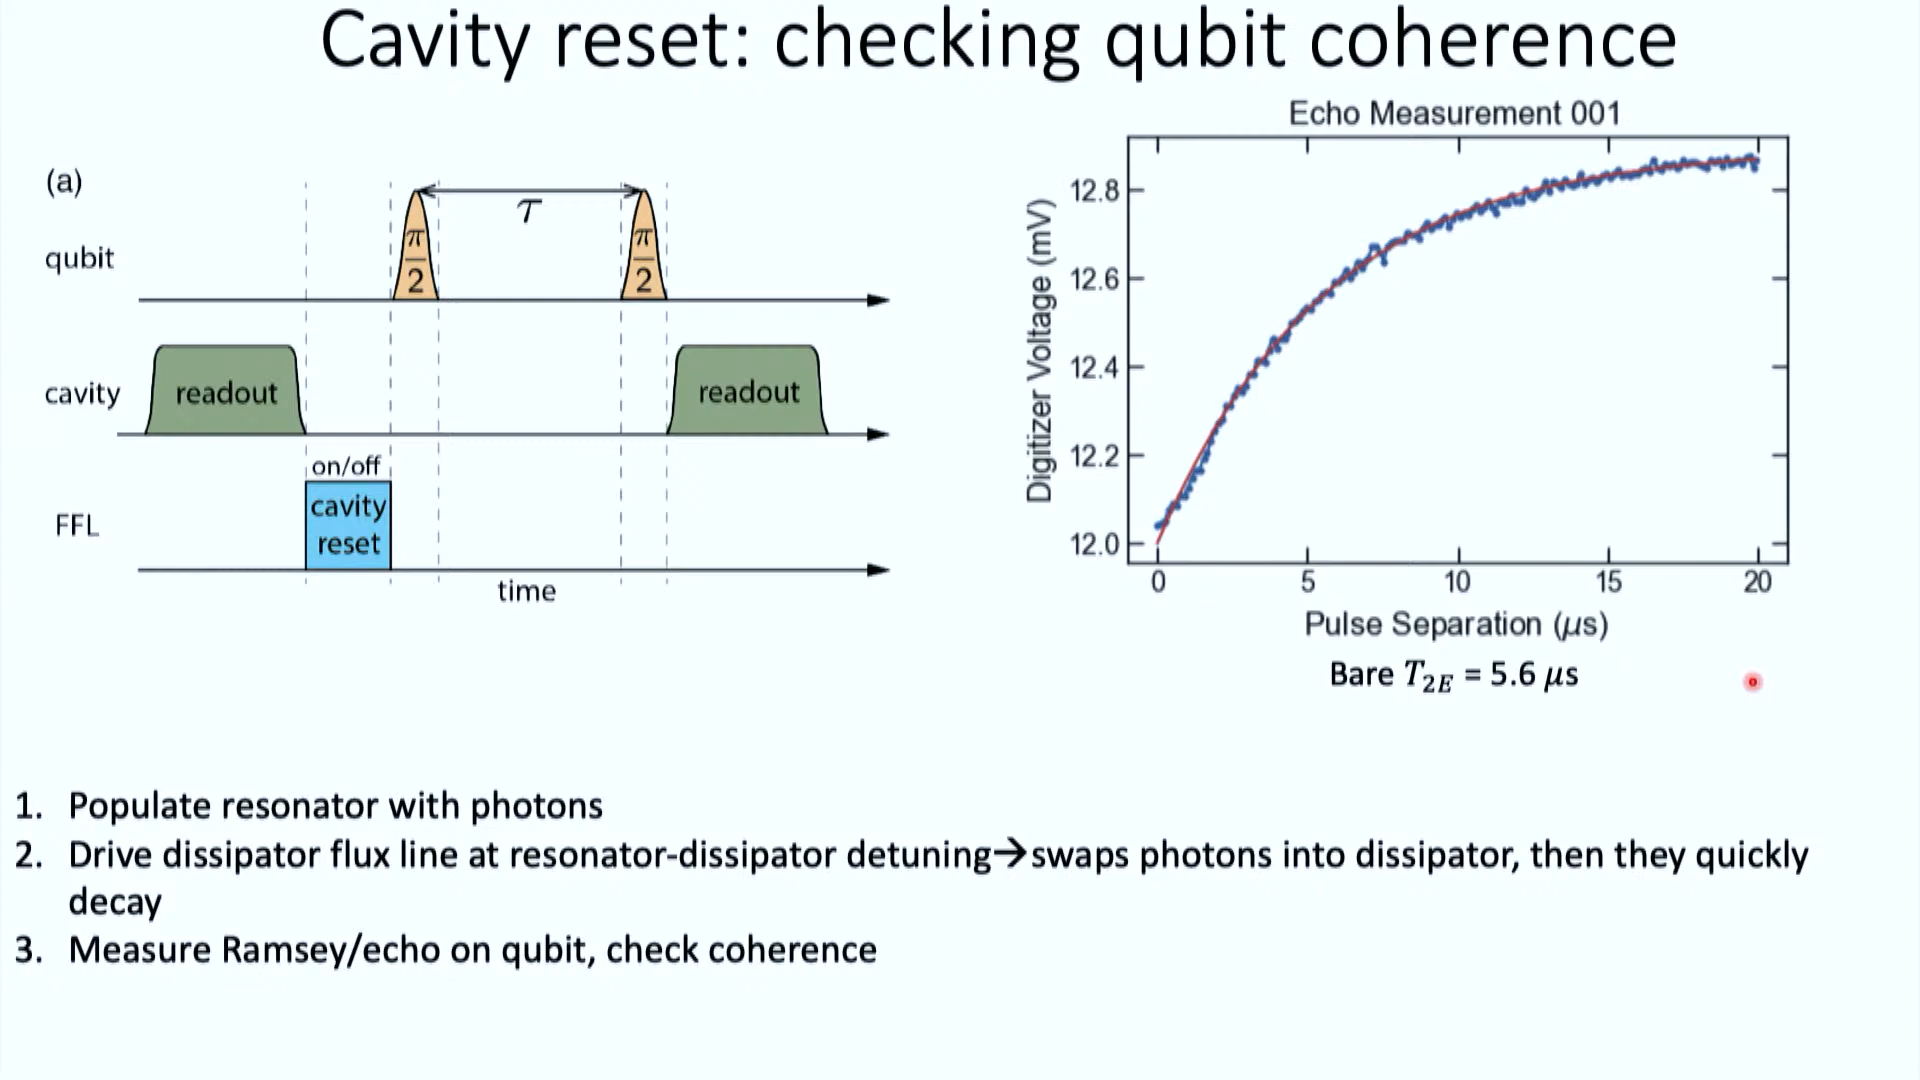 Cavity reset: checking qubit coherence
(a)
qubit
π/2
τ
π/2
cavity
readout
readout
FFL
on/off
cavity
reset
time
Echo Measurement 001
Digitizer Voltage (mV)
12.8
12.6
12.4
12.2
12.0
0 5 10 15 20
Pulse Separation (μs)
Bare T₂E = 5.6 μs
1. Populate resonator with photons
2. Drive dissipator flux line at resonator-dissipator detuning→swaps photons into dissipator, then they quickly
decay
3. Measure Ramsey/echo on qubit, check coherence